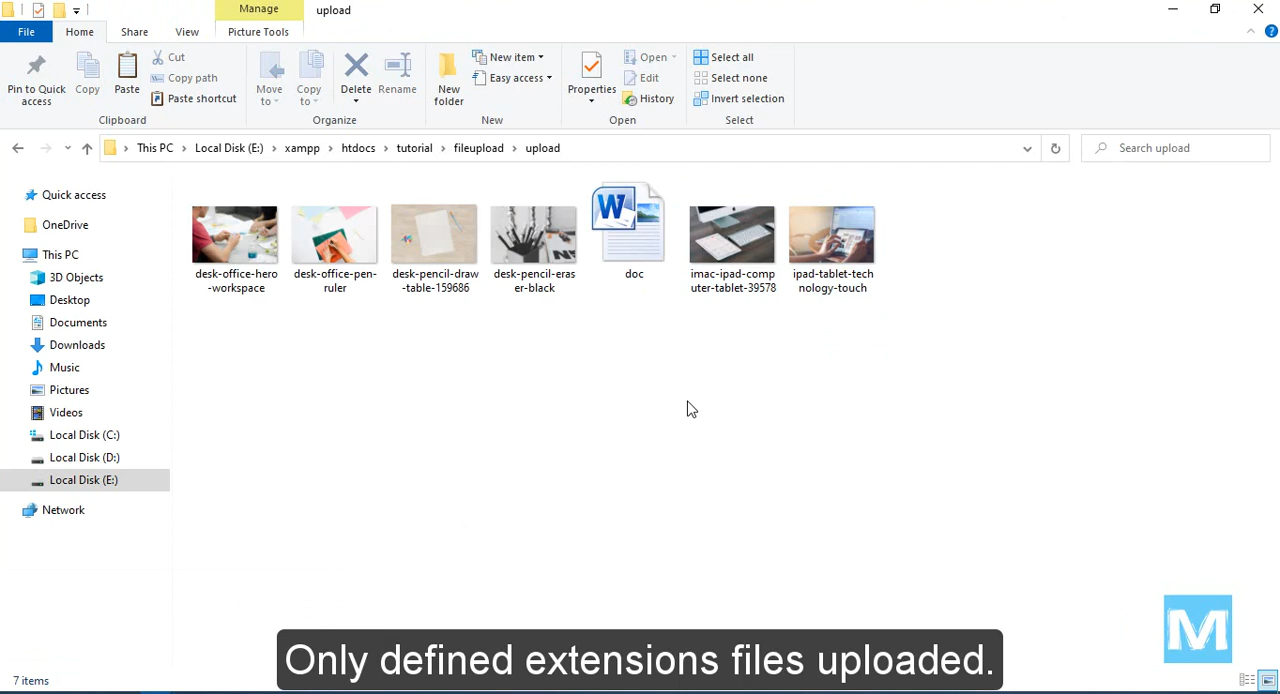 Manage
upload
File
Home
Share
View
Picture Tools
Pin to Quick
access
Copy
Paste
Cut
Copy path
Paste shortcut
Clipboard
Move
to
Copy
to
Delete
Rename
Organize
New
folder
New item
Easy access
New
Properties
Open
Edit
History
Open
Select all
Select none
Invert selection
Select
This PC
Local Disk (E:)
xampp
htdocs
tutorial
fileupload
upload
Search upload
Quick access
OneDrive
This PC
3D Objects
Desktop
Documents
Downloads
Music
Pictures
Videos
Local Disk (C:)
Local Disk (D:)
Local Disk (E:)
Network
desk-office-hero
-workspace
desk-office-pen-
ruler
desk-pencil-draw
-table-159686
desk-pencil-eras
er-black
W
doc
imac-ipad-comp
uter-tablet-39578
ipad-tablet-tech
nology-touch
M
Only defined extensions files uploaded.
7 items